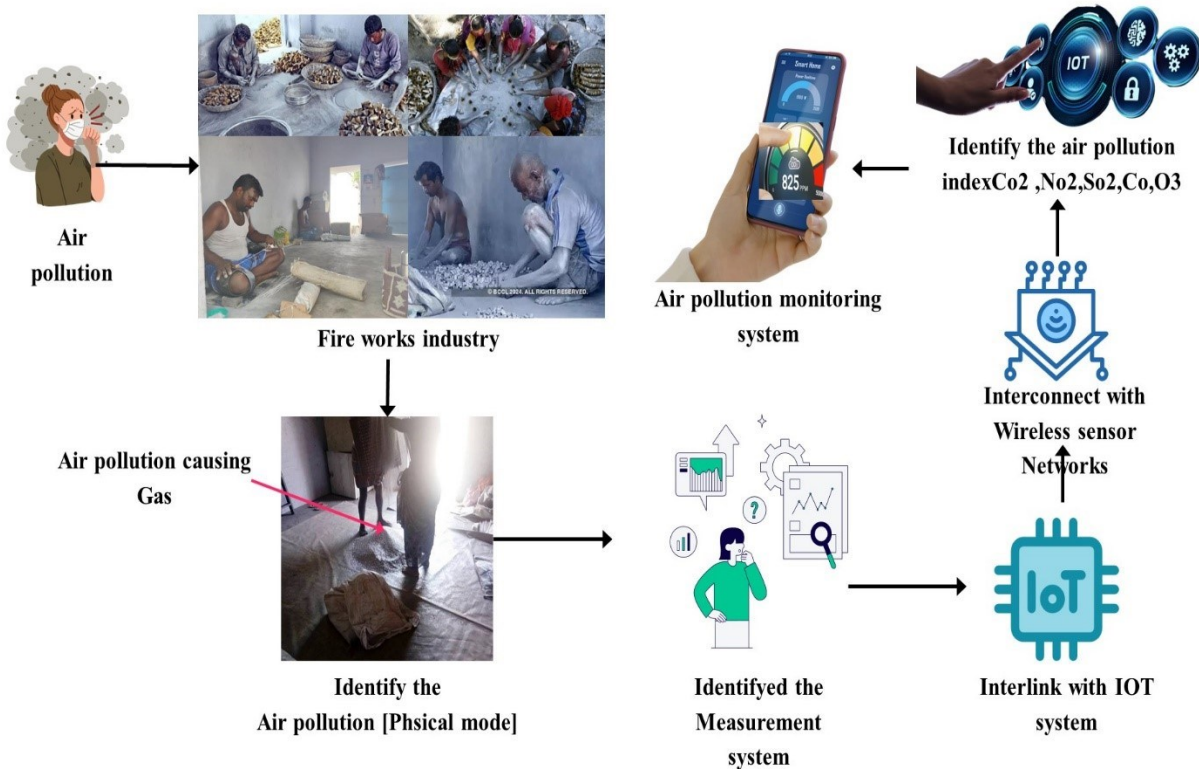 Air
pollution
© BCCL 2024. ALL RIGHTS RESERVED.
Fire works industry
Air pollution causing
Gas
Identify the
Air pollution [Phsical mode]
?
Identifyed the
Measurement
system
IoT
Interlink with IOT
system
Interconnect with
Wireless sensor
Networks
IOT
Identify the air pollution
indexCo2 ,No2,So2,Co,O3
Smart Home
825
PPM
Air pollution monitoring
system